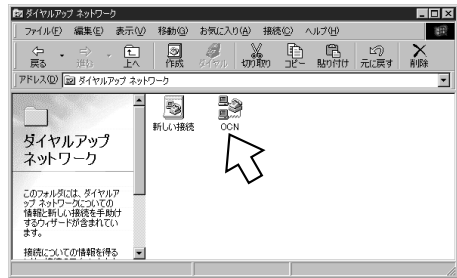 ダイヤルアップ ネットワーク
ファイル(F) 編集(E) 表示(V) 移動(G) お気に入り(A) 接続(C) ヘルプ(H)
戻る 進む 上へ 作成 ダイヤル 切り取り コピー 貼り付け 元に戻す 削除
アドレス(D) ダイヤルアップ ネットワーク
新しい接続 OCN
ダイヤルアップ
ネットワーク
このフォルダには、ダイヤルア
ップ ネットワークについての
情報と新しい接続を手助け
するウィザードが含まれてい
ます。
接続についての情報を得る